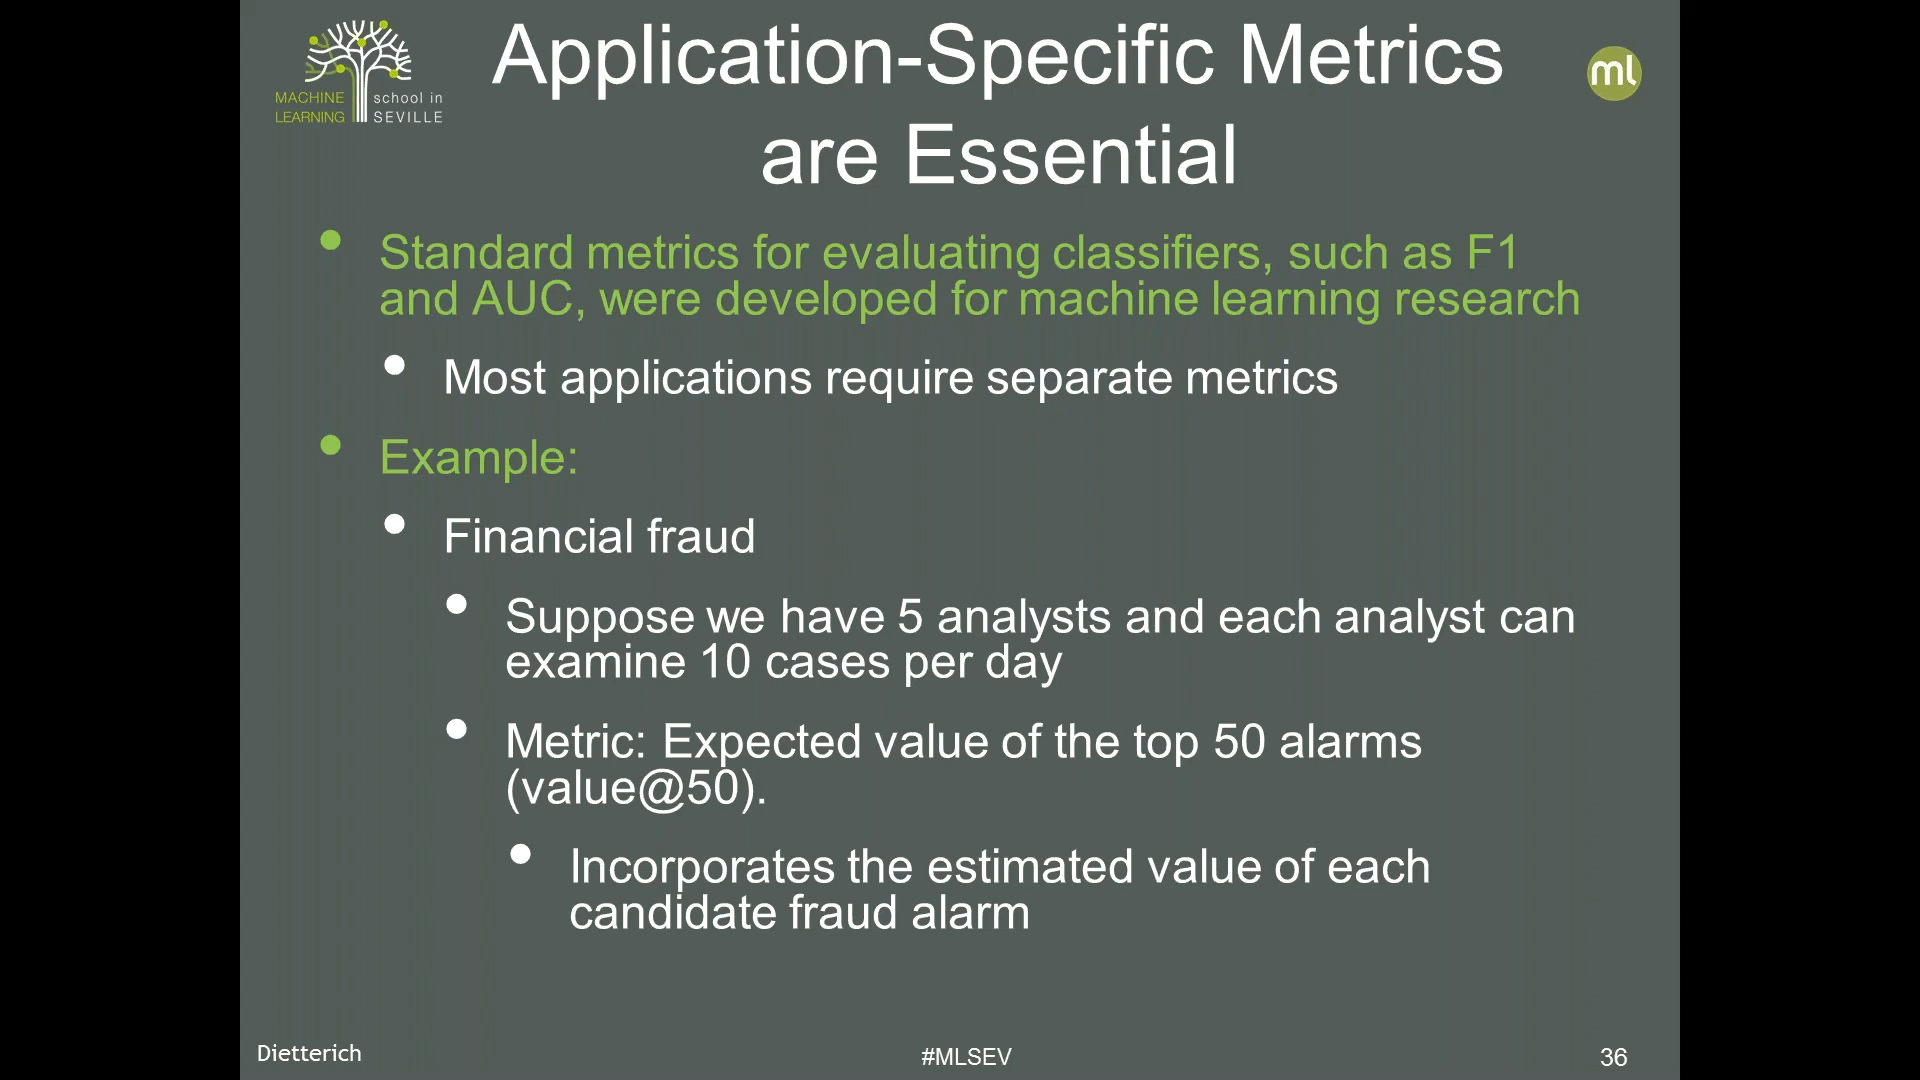 Application-Specific Metrics
are Essential
MACHINE school in
LEARNING SEVILLE
ml
• Standard metrics for evaluating classifiers, such as F1
and AUC, were developed for machine learning research
• Most applications require separate metrics
• Example:
• Financial fraud
• Suppose we have 5 analysts and each analyst can
examine 10 cases per day
• Metric: Expected value of the top 50 alarms
(value@50).
• Incorporates the estimated value of each
candidate fraud alarm
Dietterich
#MLSEV
36